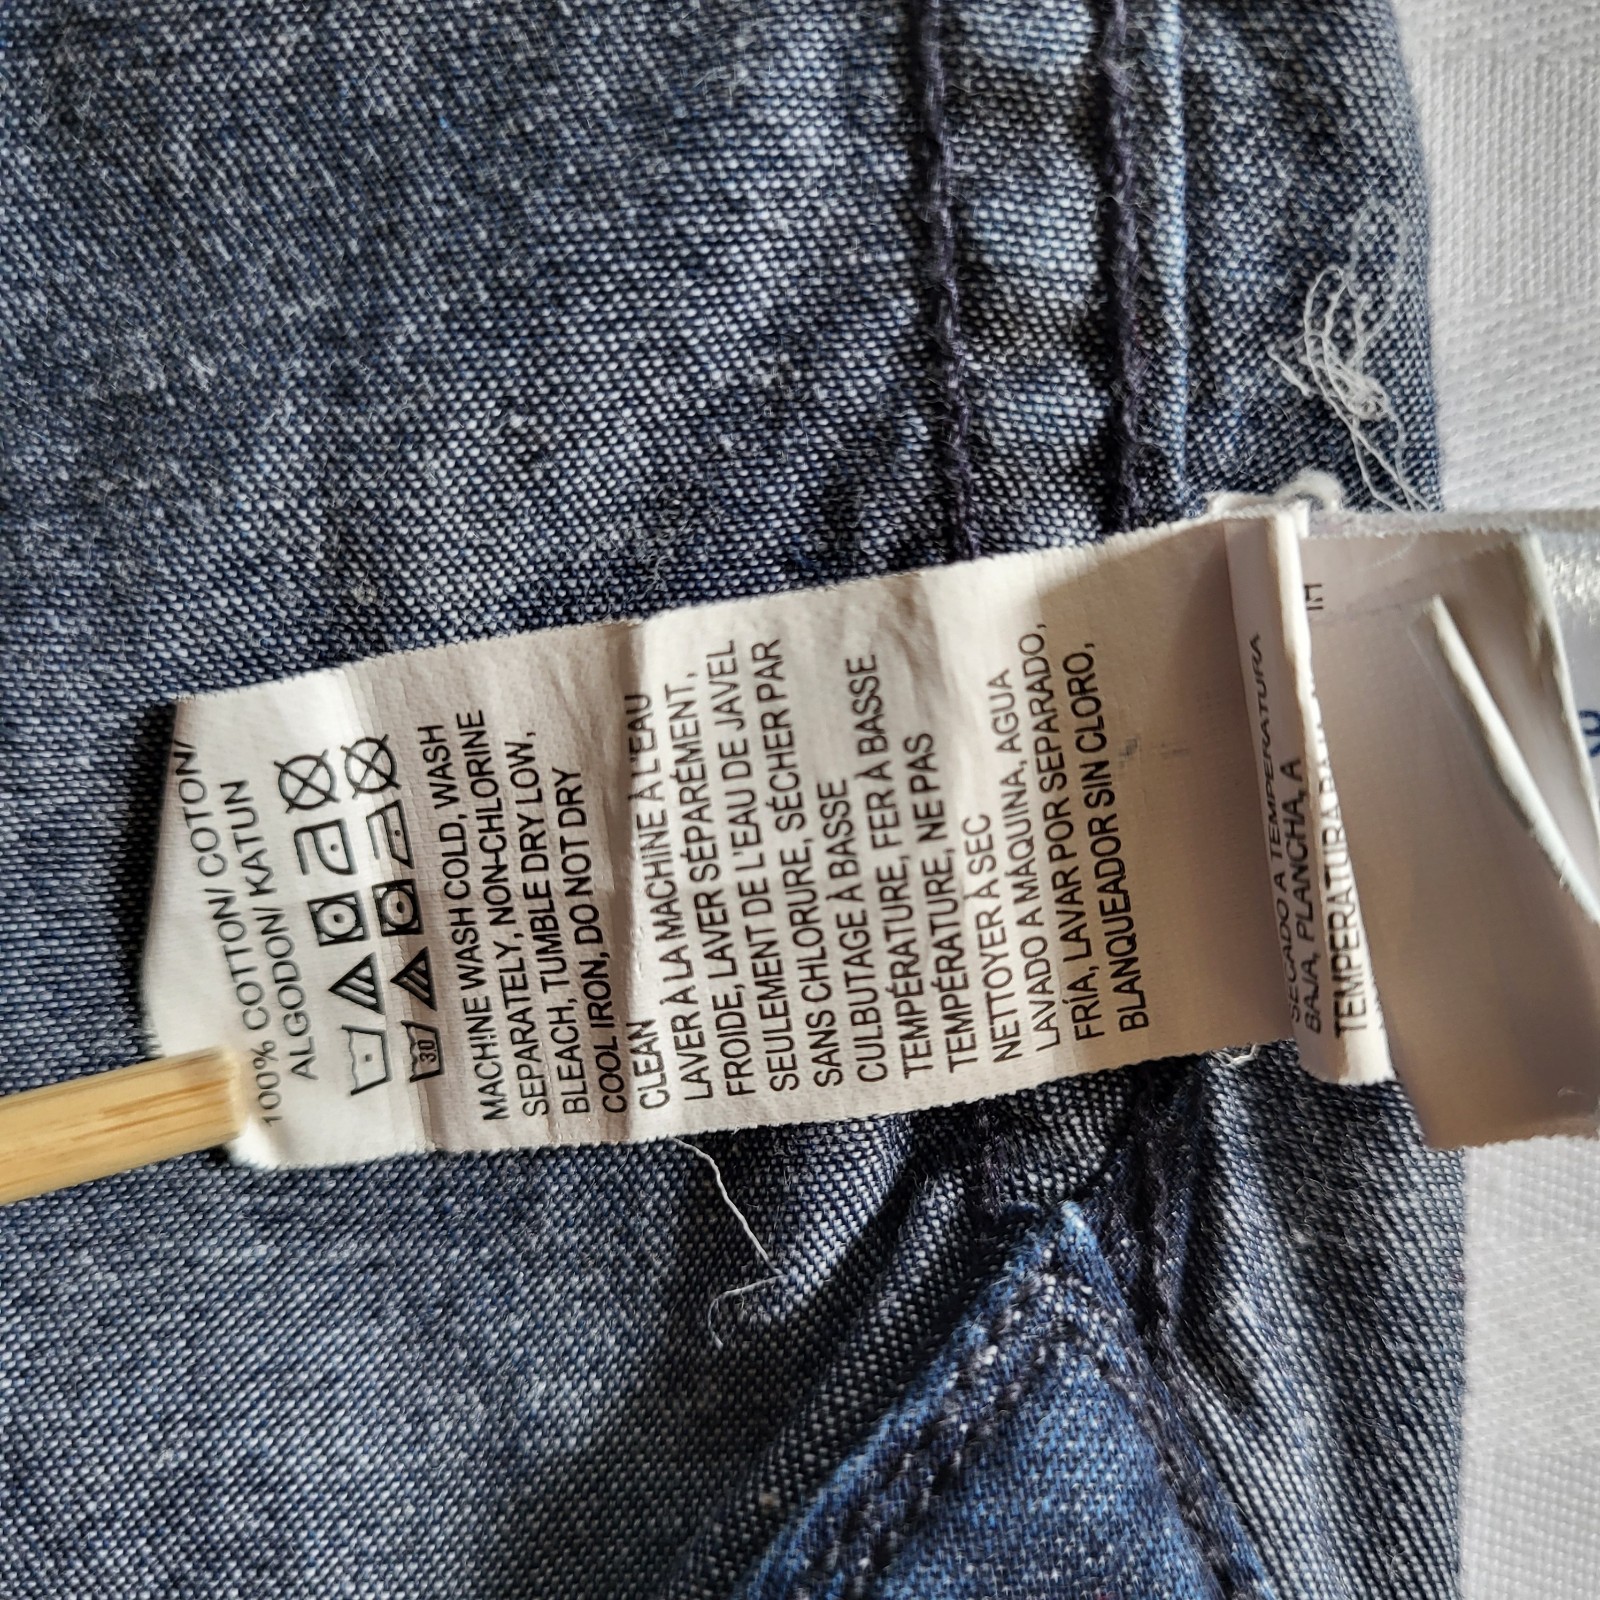 100% COTTON/ COTON/
ALGODON/ KATUN
30
MACHINE WASH COLD, WASH
SEPARATELY, NON-CHLORINE
BLEACH, TUMBLE DRY LOW,
COOL IRON, DO NOT DRY
CLEAN
LAVER À LA MACHINE À L'EAU
FROIDE, LAVER SÉPARÉMENT,
SEULEMENT DE L'EAU DE JAVEL
SANS CHLORURE, SÉCHER PAR
CULBUTAGE À BASSE
TEMPÉRATURE, FER À BASSE
TEMPÉRATURE, NE PAS
NETTOYER À SEC
LAVADO A MAQUINA, AGUA
FRÍA, LAVAR POR SEPARADO,
BLANQUEADOR SIN CLORO,
SECADO A TEMPERATURA
BAJA, PLANCHA, A
TEMPERATURA